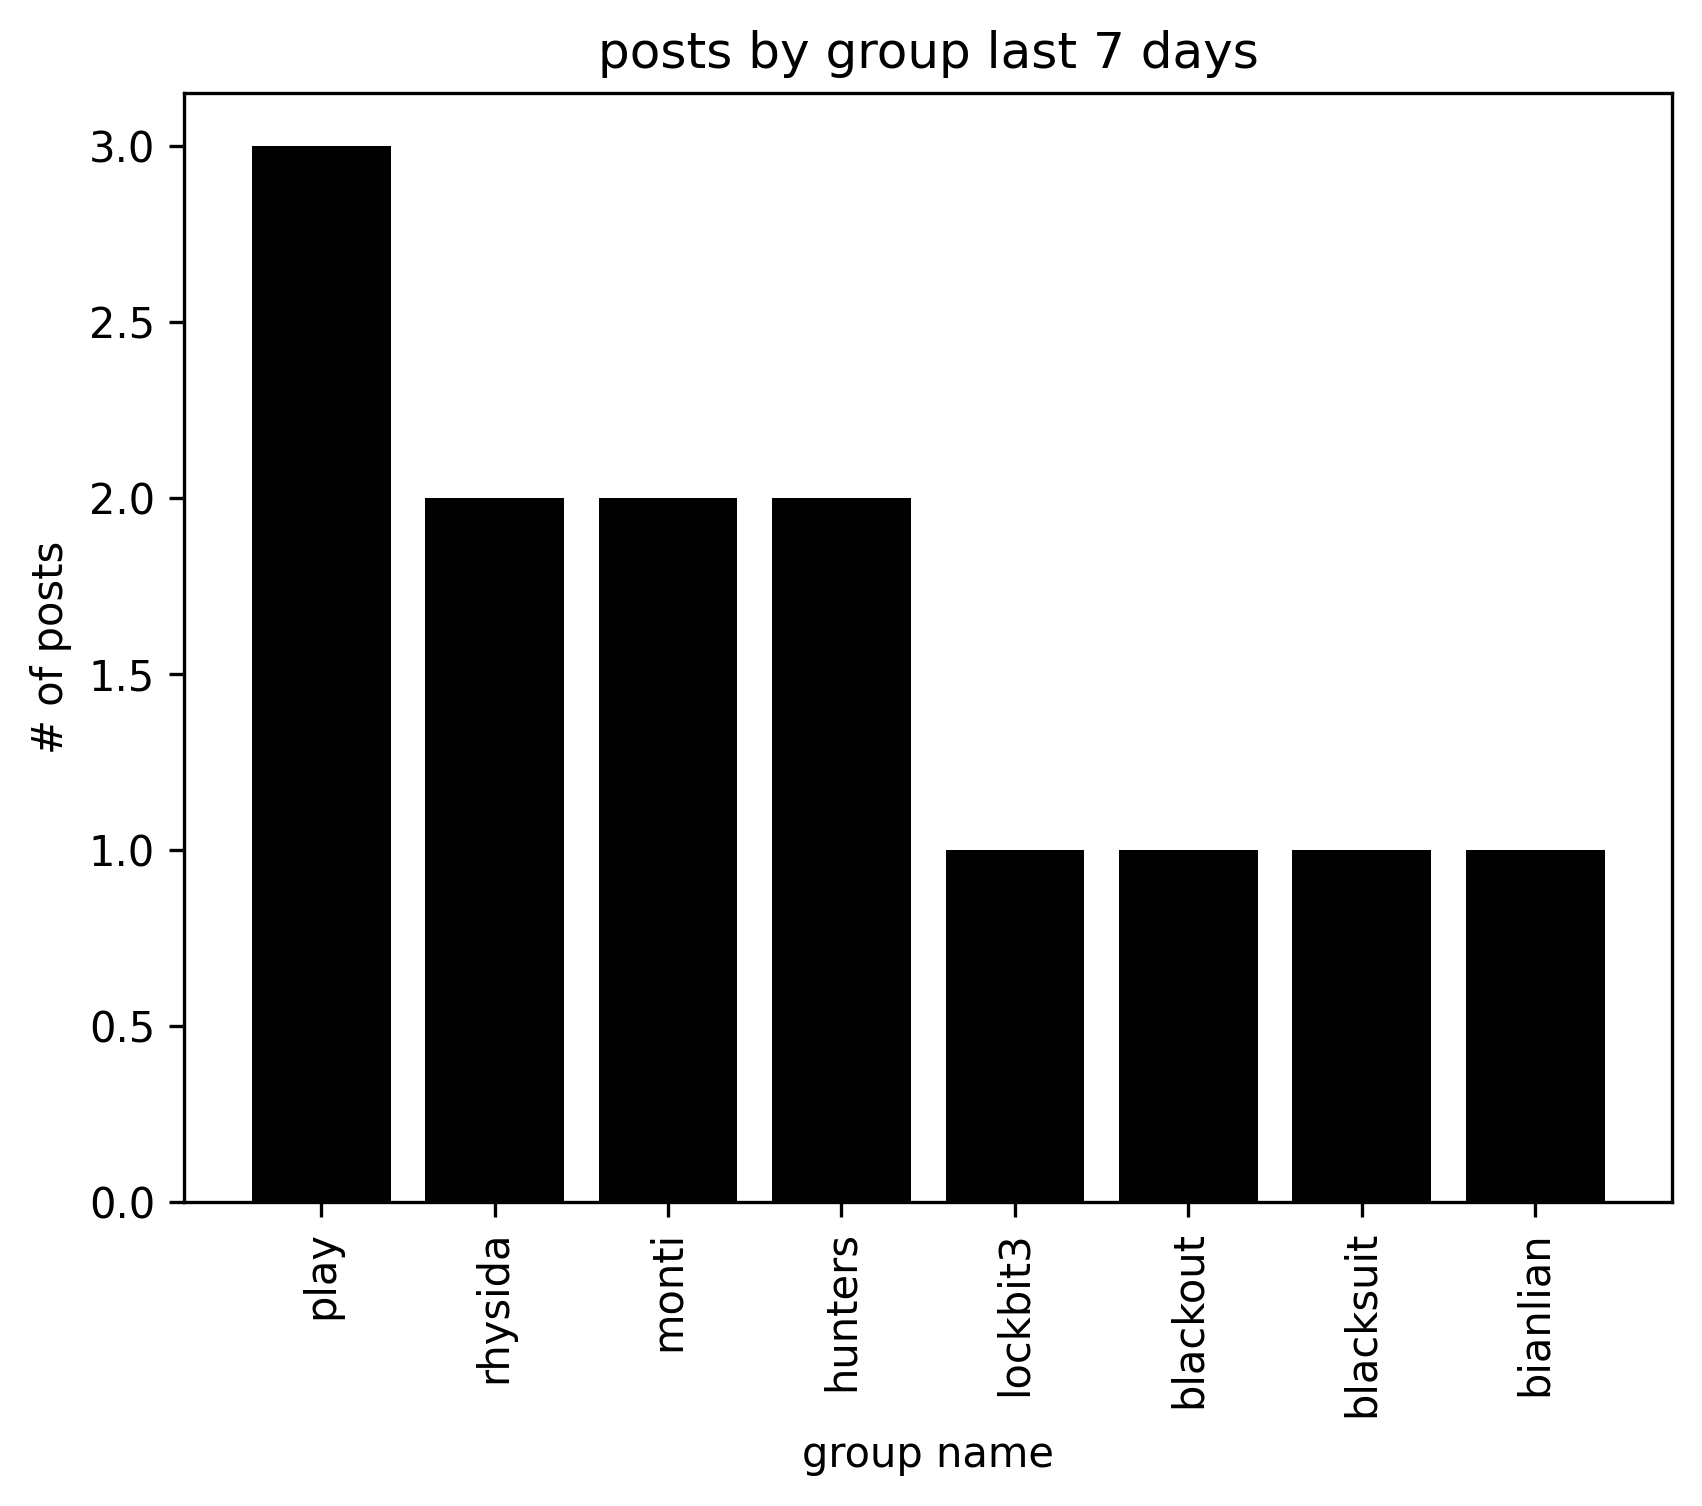 posts by group last 7 days
3.0
2.5
2.0
1.5
1.0
0.5
0.0
# of posts
play
rhysida
monti
hunters
lockbit3
blackout
blacksuit
bianlian
group name